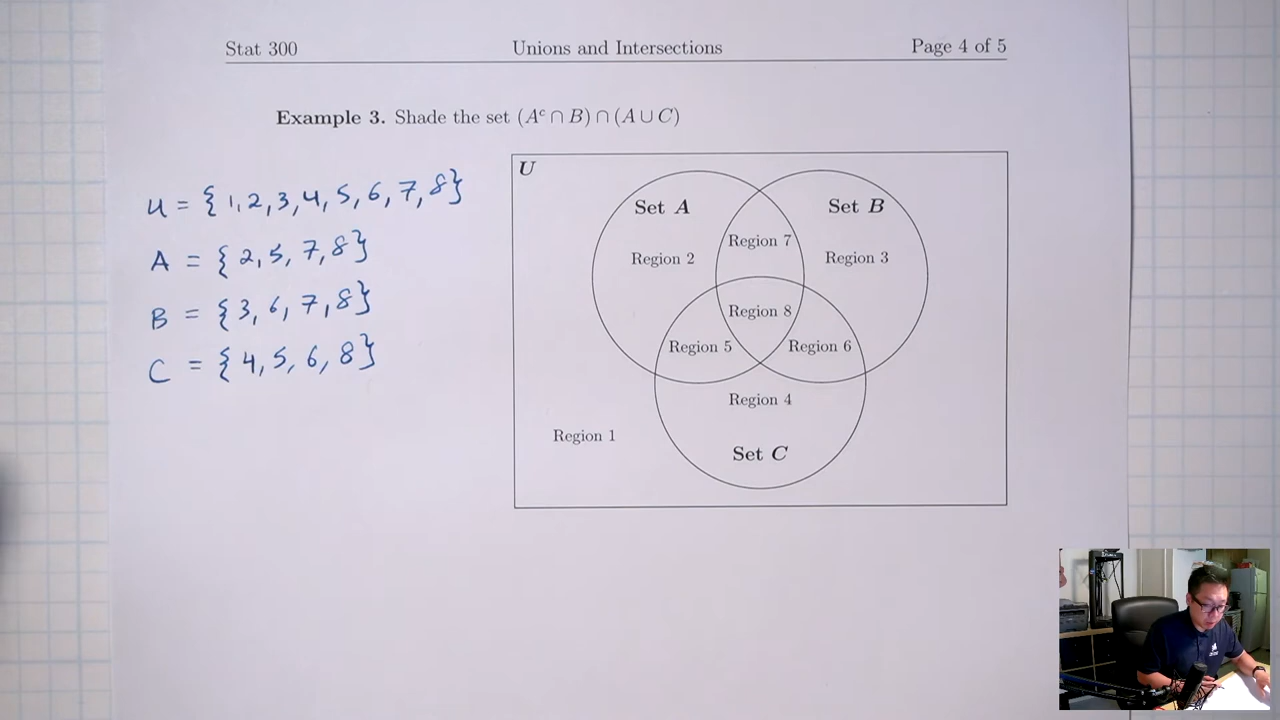 Stat 300 Unions and Intersections Page 4 of 5
Example 3. Shade the set (Aᶜ ∩ B) ∩ (A ∪ C)
U = {1, 2, 3, 4, 5, 6, 7, 8}
A = {2, 5, 7, 8}
B = {3, 6, 7, 8}
C = {4, 5, 6, 8}
U
Set A Set B
Region 7
Region 2 Region 3
Region 8
Region 5 Region 6
Region 4
Region 1
Set C